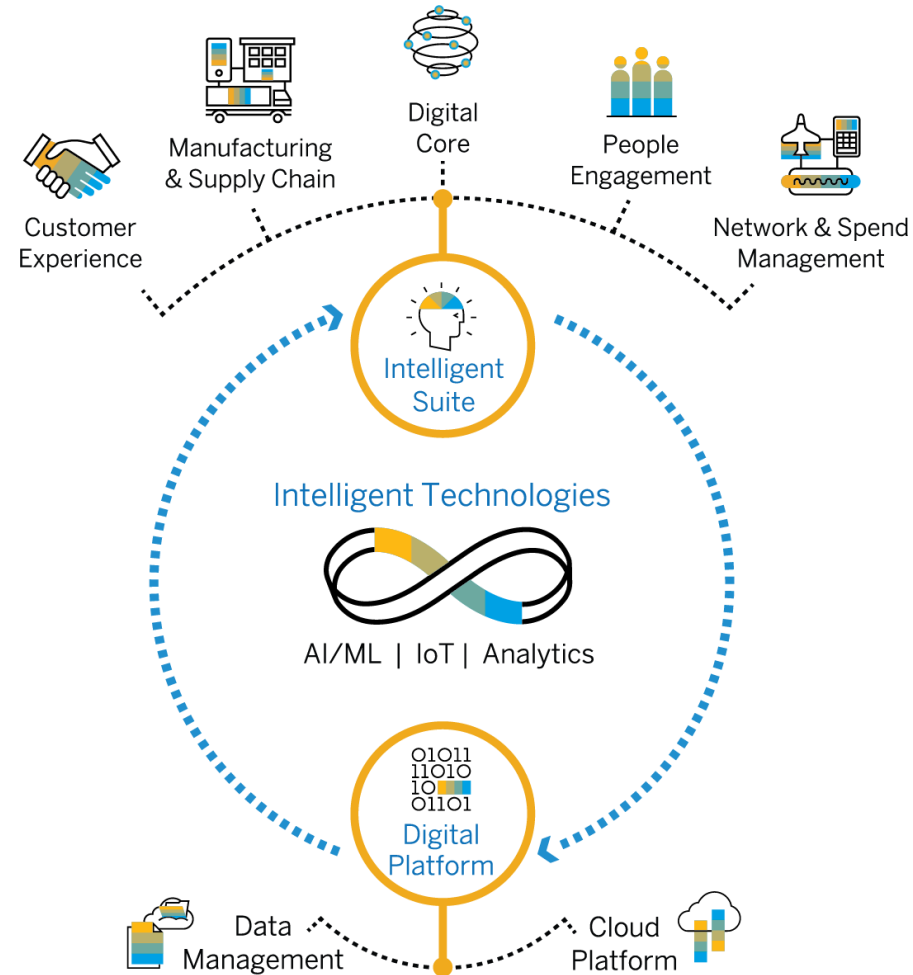 Digital
Core
Manufacturing
& Supply Chain
People
Engagement
Customer
Experience
Network & Spend
Management
Intelligent
Suite
Intelligent Technologies
AI/ML | IoT | Analytics
01011
11010
10
01101
Digital
Platform
Data
Management
Cloud
Platform